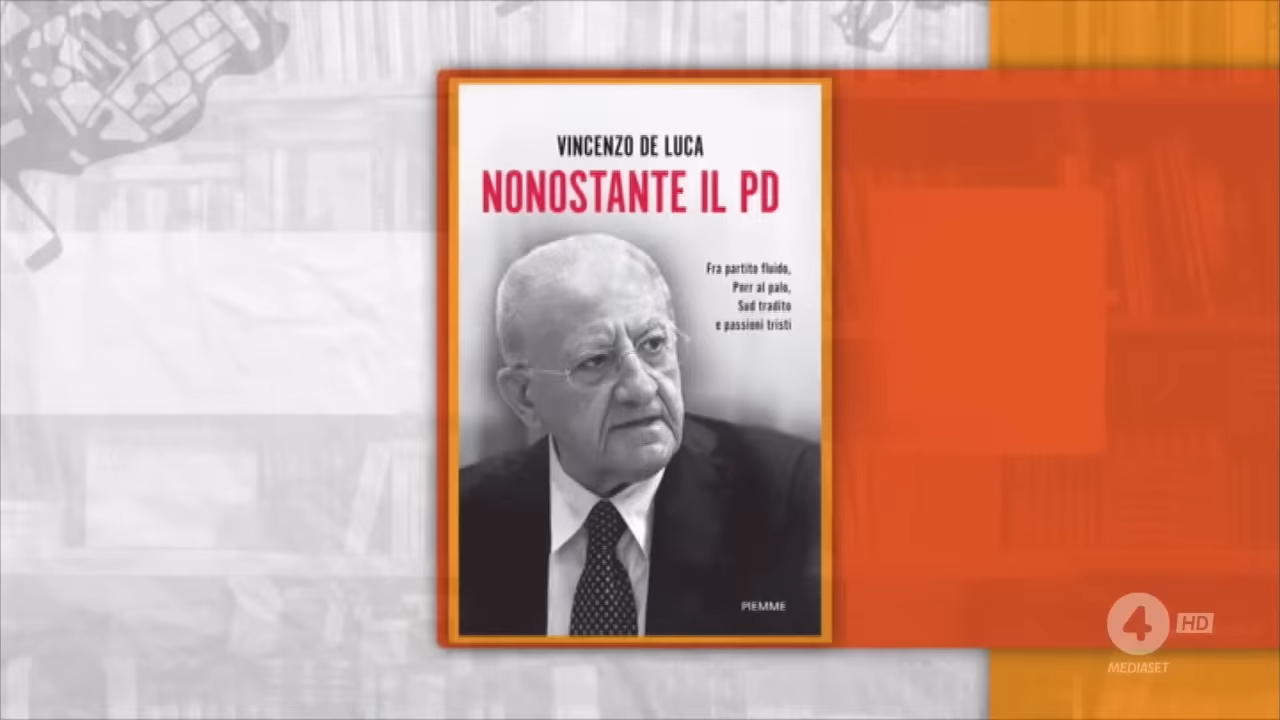 VINCENZO DE LUCA
NONOSTANTE IL PD
Fra partito fluido,
Pnrr al palo,
Sud tradito
e passioni tristi
PIEMME
4 HD
MEDIASET